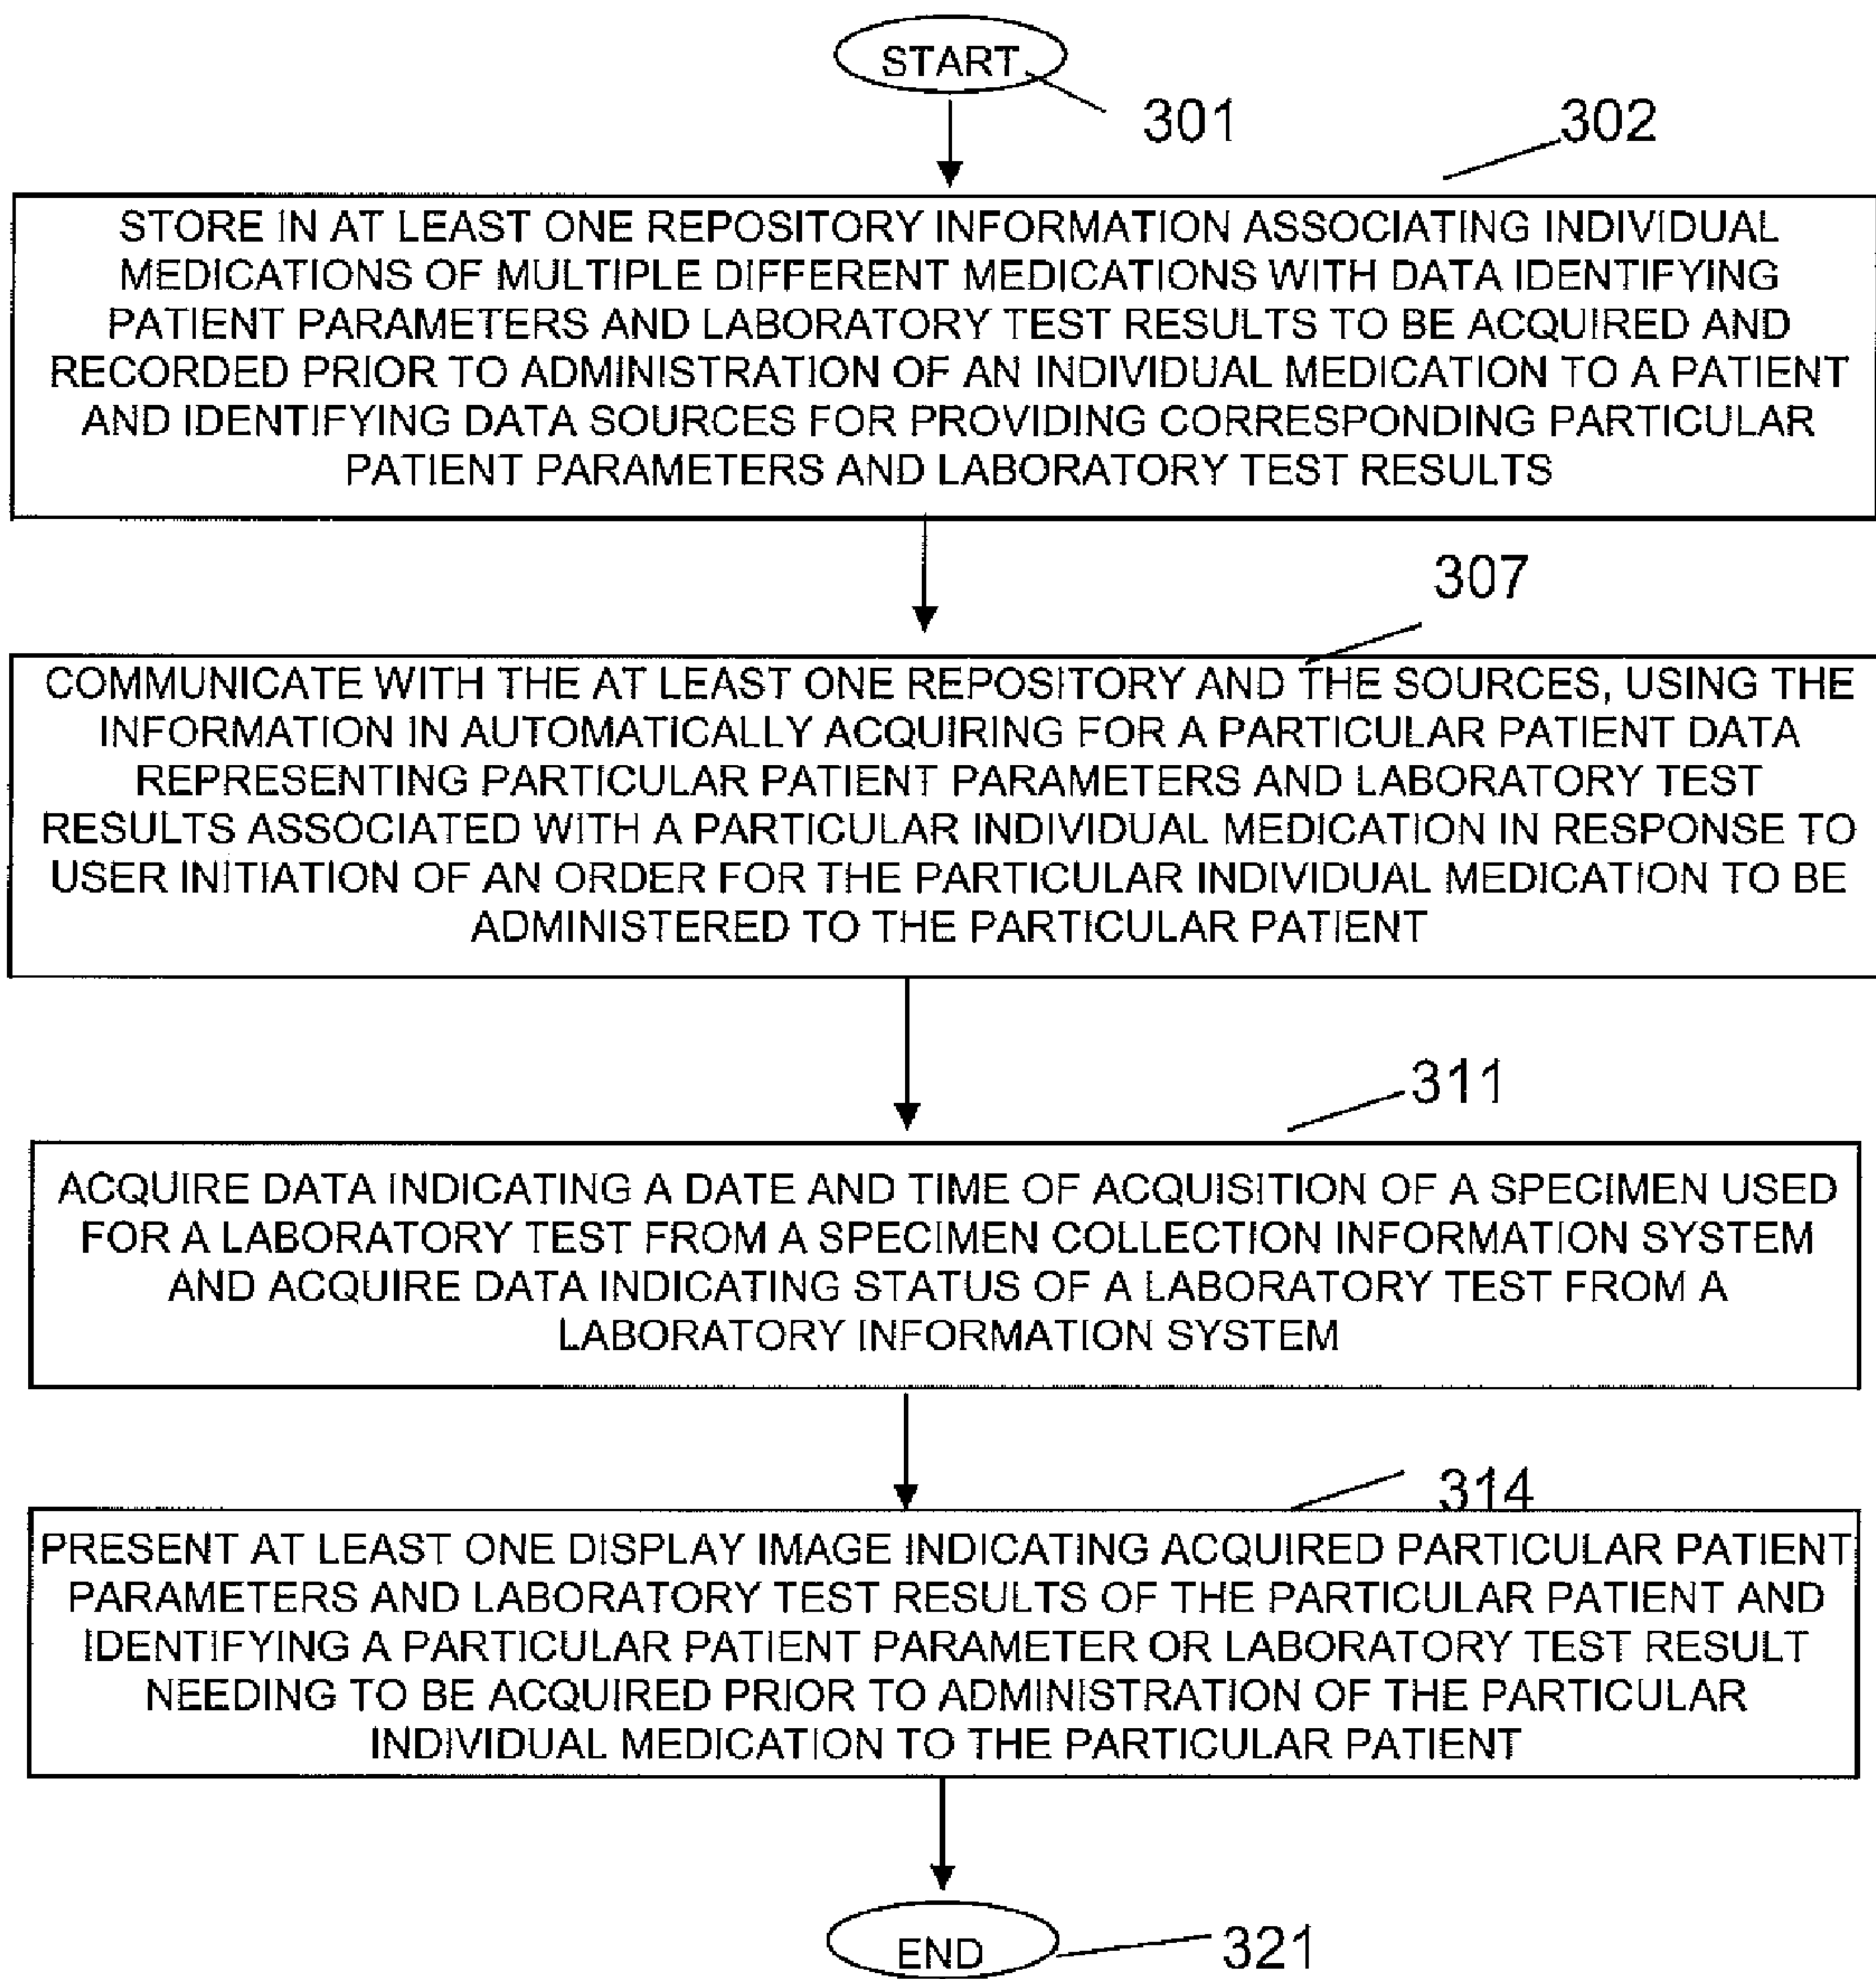 START
301
302
STORE IN AT LEAST ONE REPOSITORY INFORMATION ASSOCIATING INDIVIDUAL
MEDICATIONS OF MULTIPLE DIFFERENT MEDICATIONS WITH DATA IDENTIFYING
PATIENT PARAMETERS AND LABORATORY TEST RESULTS TO BE ACQUIRED AND
RECORDED PRIOR TO ADMINISTRATION OF AN INDIVIDUAL MEDICATION TO A PATIENT
AND IDENTIFYING DATA SOURCES FOR PROVIDING CORRESPONDING PARTICULAR
PATIENT PARAMETERS AND LABORATORY TEST RESULTS
307
COMMUNICATE WITH THE AT LEAST ONE REPOSITORY AND THE SOURCES, USING THE
INFORMATION IN AUTOMATICALLY ACQUIRING FOR A PARTICULAR PATIENT DATA
REPRESENTING PARTICULAR PATIENT PARAMETERS AND LABORATORY TEST
RESULTS ASSOCIATED WITH A PARTICULAR INDIVIDUAL MEDICATION IN RESPONSE TO
USER INITIATION OF AN ORDER FOR THE PARTICULAR INDIVIDUAL MEDICATION TO BE
ADMINISTERED TO THE PARTICULAR PATIENT
311
ACQUIRE DATA INDICATING A DATE AND TIME OF ACQUISITION OF A SPECIMEN USED
FOR A LABORATORY TEST FROM A SPECIMEN COLLECTION INFORMATION SYSTEM
AND ACQUIRE DATA INDICATING STATUS OF A LABORATORY TEST FROM A
LABORATORY INFORMATION SYSTEM
314
PRESENT AT LEAST ONE DISPLAY IMAGE INDICATING ACQUIRED PARTICULAR PATIENT
PARAMETERS AND LABORATORY TEST RESULTS OF THE PARTICULAR PATIENT AND
IDENTIFYING A PARTICULAR PATIENT PARAMETER OR LABORATORY TEST RESULT
NEEDING TO BE ACQUIRED PRIOR TO ADMINISTRATION OF THE PARTICULAR
INDIVIDUAL MEDICATION TO THE PARTICULAR PATIENT
END
321